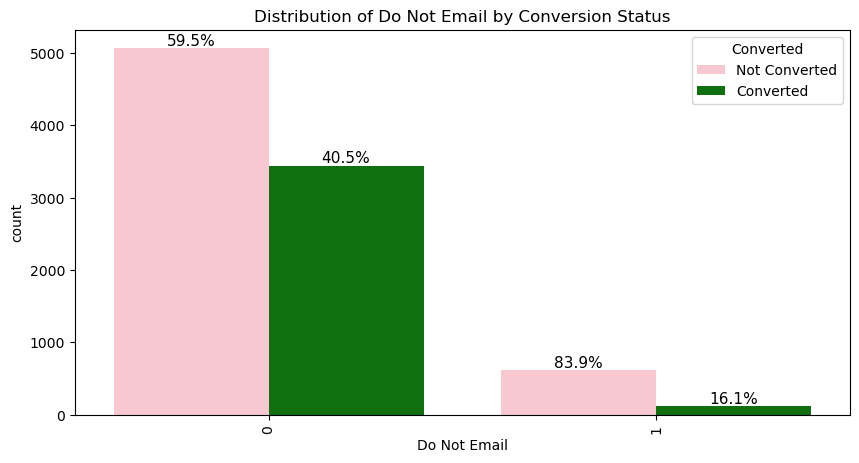 Distribution of Do Not Email by Conversion Status
Converted
Not Converted
Converted
59.5%
40.5%
83.9%
16.1%
5000
4000
3000
2000
1000
0
count
0
1
Do Not Email